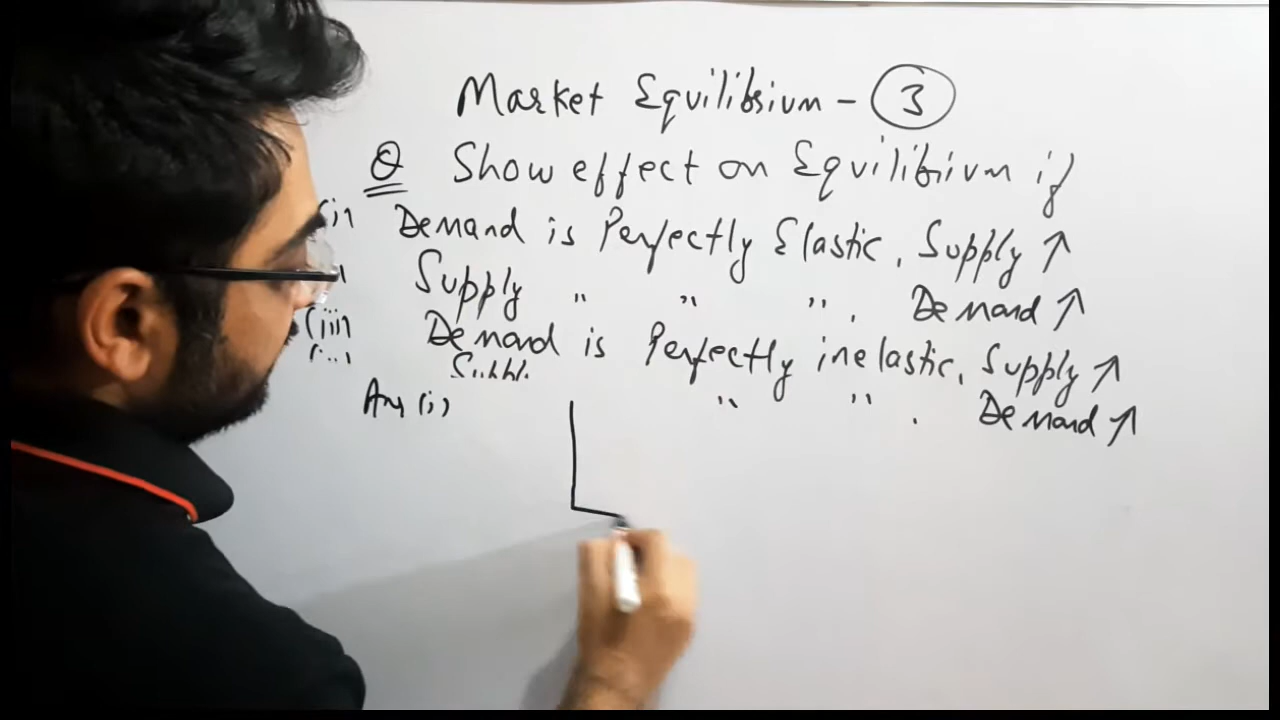 Market Equilibrium - 3
Q Show effect on Equilibrium if
(i) Demand is Perfectly Elastic, Supply ↑
Supply " " ", Demand ↑
(iii) Demand is Perfectly inelastic, Supply ↑
" " , Demand ↑
Ans (i)